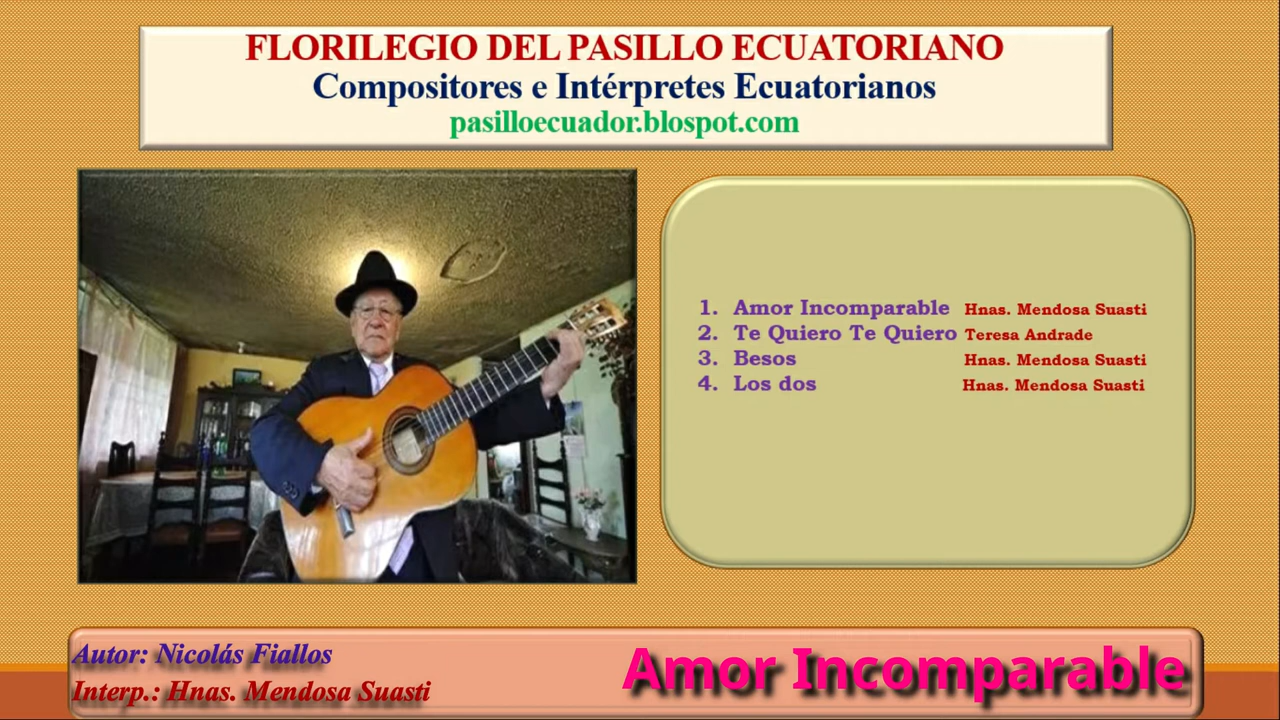 FLORILEGIO DEL PASILLO ECUATORIANO
Compositores e Intérpretes Ecuatorianos
pasilloecuador.blospot.com
1. Amor Incomparable Hnas. Mendosa Suasti
2. Te Quiero Te Quiero Teresa Andrade
3. Besos Hnas. Mendosa Suasti
4. Los dos Hnas. Mendosa Suasti
Autor: Nicolás Fiallos
Interp.: Hnas. Mendosa Suasti
Amor Incomparable